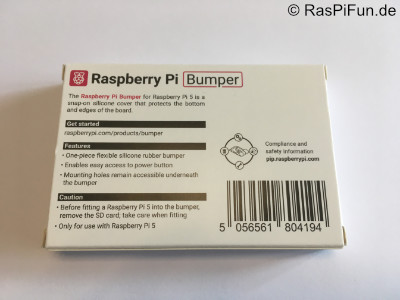 © RasPiFun.de
Raspberry Pi Bumper
The Raspberry Pi Bumper for Raspberry Pi 5 is a
snap-on silicone cover that protects the bottom
and edges of the board.
Get started
raspberrypi.com/products/bumper
Features
• One-piece flexible silicone rubber bumper
• Enables easy access to power button
• Mounting holes remain accessible underneath
the bumper
Caution
• Before fitting a Raspberry Pi 5 into the bumper,
remove the SD card; take care when fitting
• Only for use with Raspberry Pi 5
Compliance and
safety information
pip.raspberrypi.com
5 056561 804194